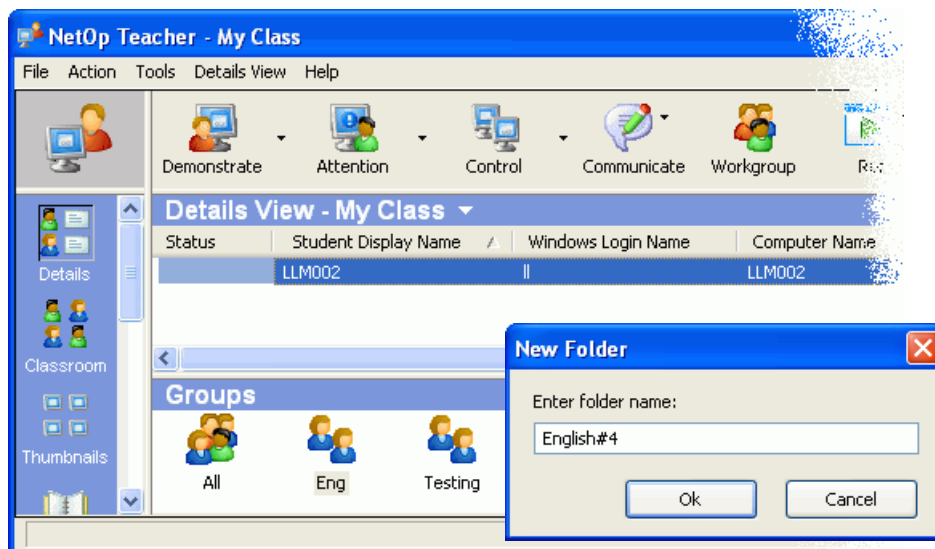 NetOp Teacher - My Class
File Action Tools Details View Help
Demonstrate Attention Control Communicate Workgroup
Details View - My Class
Status Student Display Name Windows Login Name Computer Name
LLM002 ll LLM002
Details
Classroom
Thumbnails
Groups
All Eng Testing
New Folder
Enter folder name:
English#4
Ok Cancel